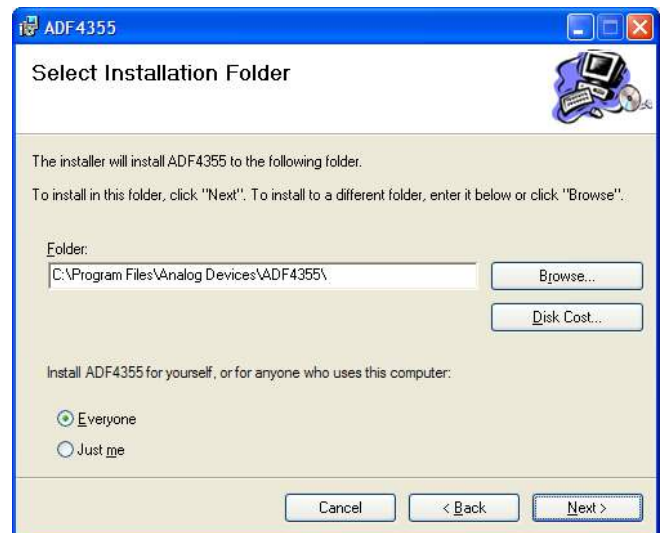 ADF4355
Select Installation Folder
The installer will install ADF4355 to the following folder.
To install in this folder, click "Next". To install to a different folder, enter it below or click "Browse".
Folder:
C:\Program Files\Analog Devices\ADF4355\
Browse...
Disk Cost...
Install ADF4355 for yourself, or for anyone who uses this computer:
Everyone
Just me
Cancel
< Back
Next >